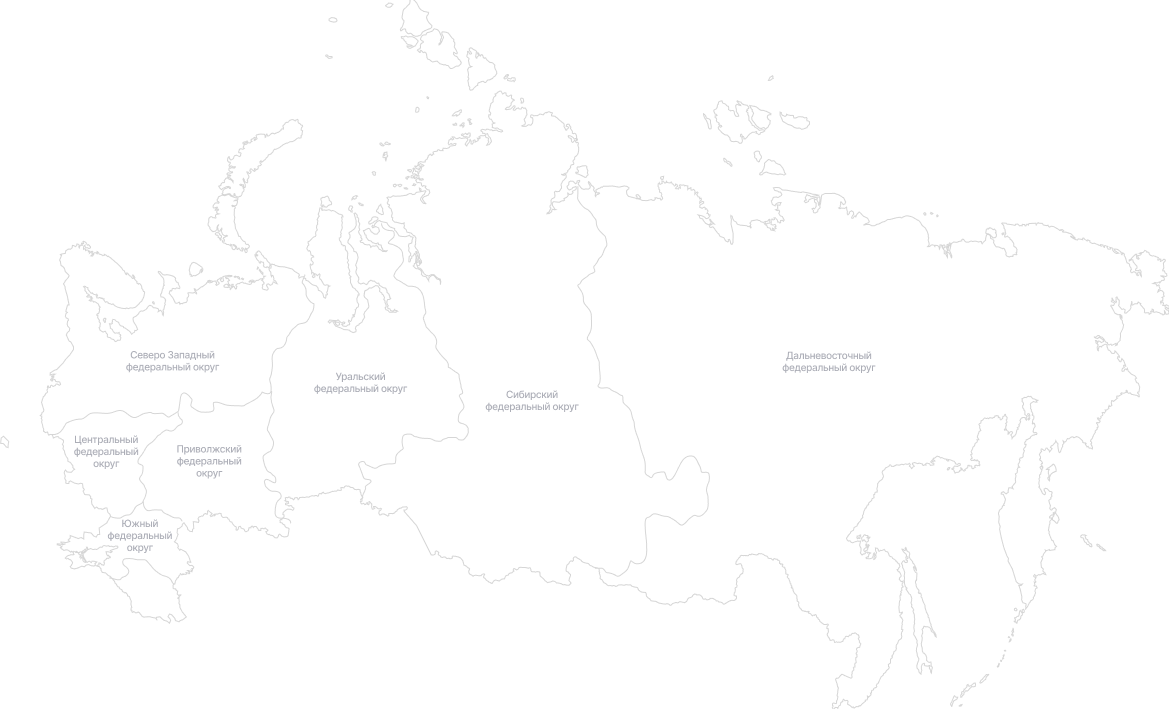 Северо Западный
федеральный округ
Уральский
федеральный округ
Сибирский
федеральный округ
Дальневосточный
федеральный округ
Центральный
федеральный
округ
Приволжский
федеральный
округ
Южный
федеральный
округ